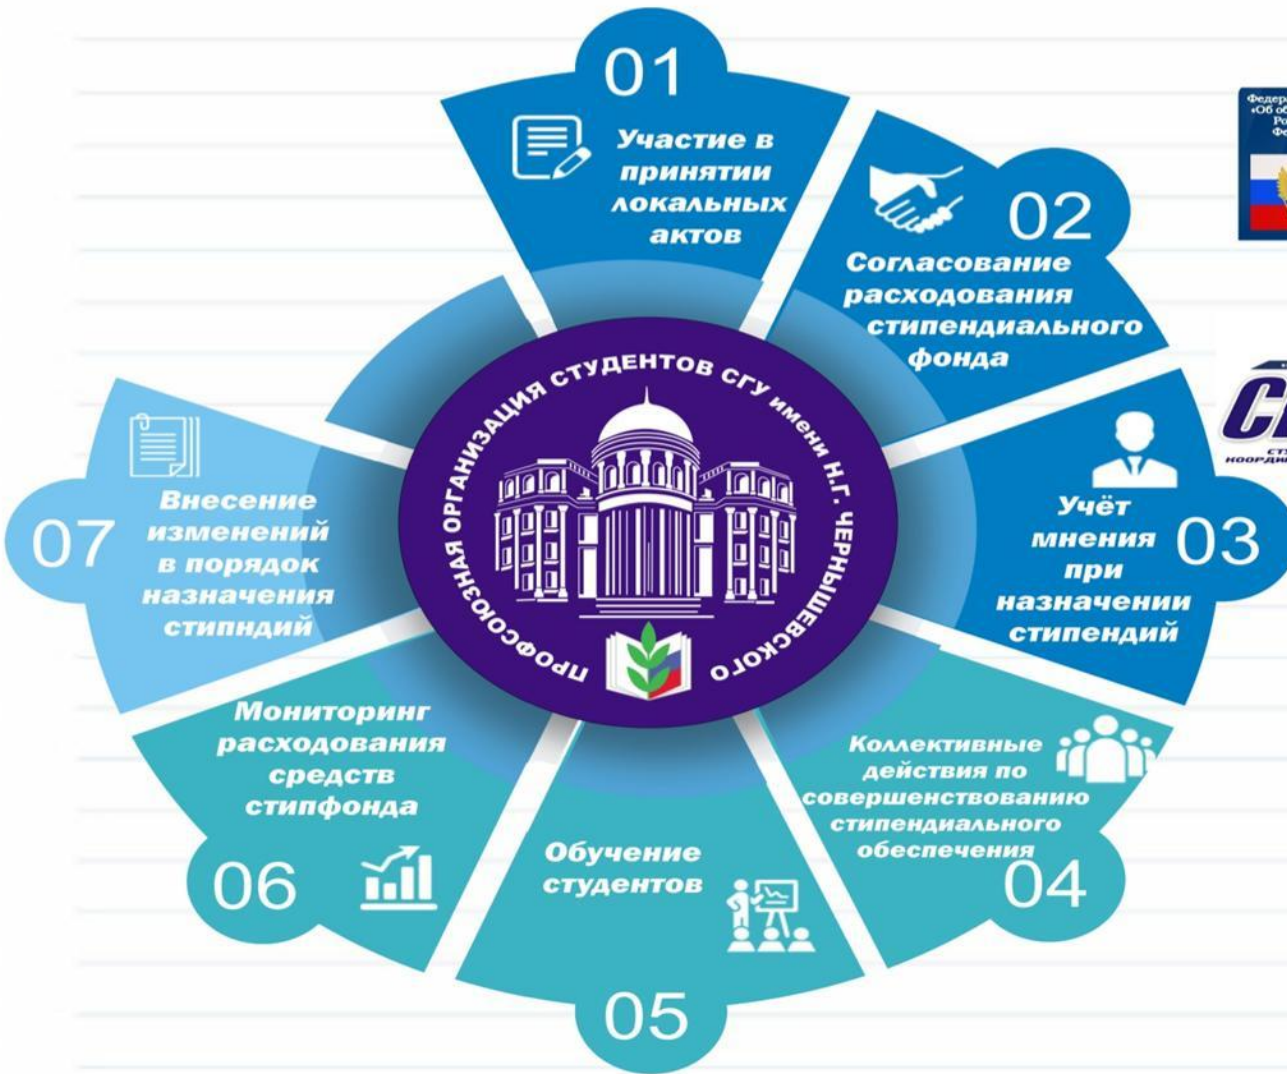 01
Участие в
принятии
локальных
актов
02
Согласование
расходования
стипендиального
фонда
03
Учёт
мнения
при
назначении
стипендий
Коллективные
действия по
совершенствованию
стипендиального
обеспечения
04
Обучение
студентов
05
Мониторинг
расходования
средств
стипфонда
06
07
Внесение
изменений
в порядок
назначения
стипндий
ПРОФСОЮЗНАЯ ОРГАНИЗАЦИЯ СТУДЕНТОВ СГУ имени Н.Г. ЧЕРНЫШЕВСКОГО